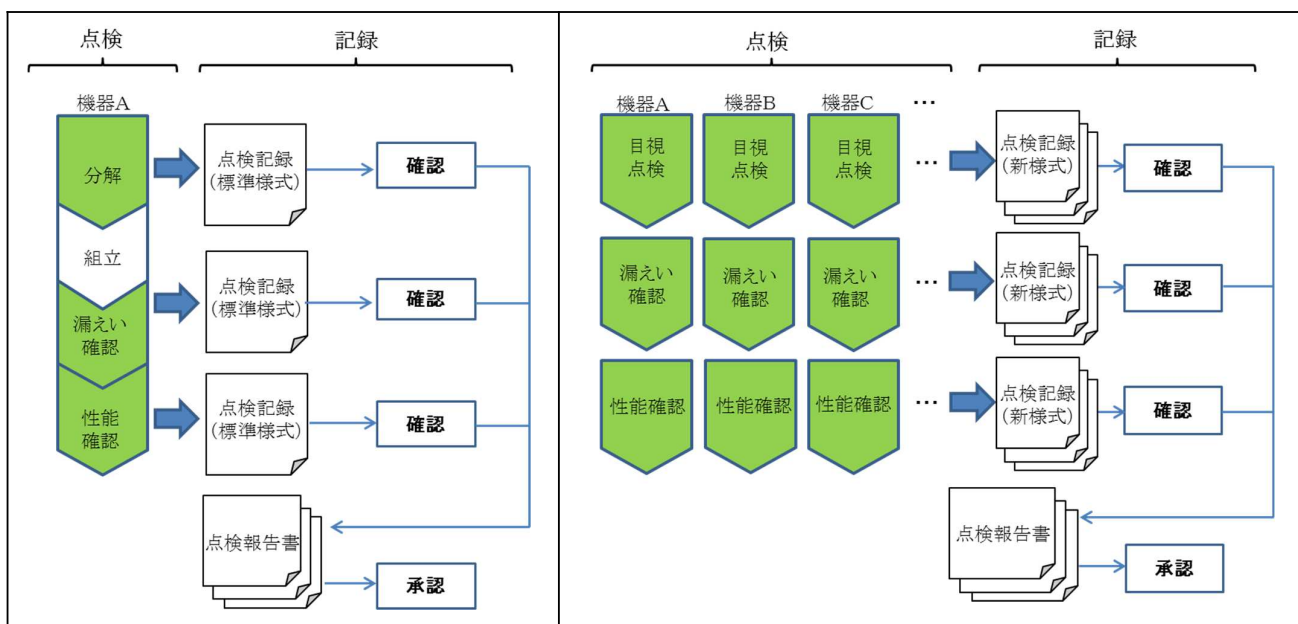 点検
記録
機器A
分解
組立
漏えい
確認
性能
確認
点検記録
(標準様式)
確認
点検記録
(標準様式)
確認
点検記録
(標準様式)
確認
点検報告書
承認
点検
記録
機器A
機器B
機器C
…
目視
点検
目視
点検
目視
点検
…
点検記録
(新様式)
確認
漏えい
確認
漏えい
確認
漏えい
確認
…
点検記録
(新様式)
確認
性能確認
性能確認
性能確認
…
点検記録
(新様式)
確認
点検報告書
承認